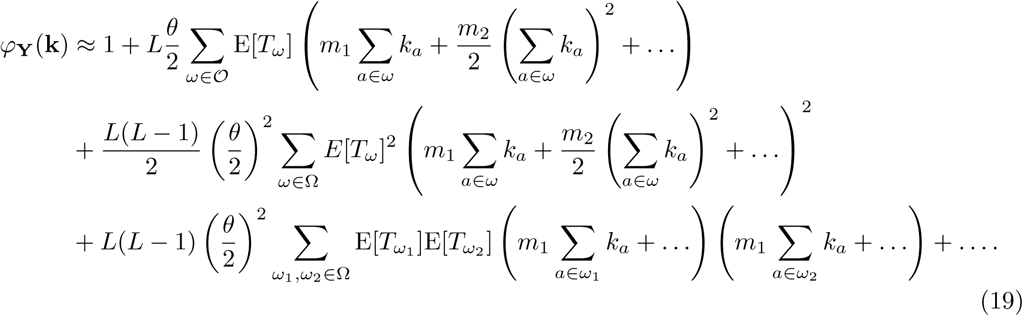 φ_Y(k) ≈ 1 + L θ/2 ∑_{ω∈𝒪} E[T_ω] ( m_1 ∑_{a∈ω} k_a + m_2/2 ( ∑_{a∈ω} k_a )^2 + … )
+ L(L − 1)/2 (θ/2)^2 ∑_{ω∈Ω} E[T_ω]^2 ( m_1 ∑_{a∈ω} k_a + m_2/2 ( ∑_{a∈ω} k_a )^2 + … )^2
+ L(L − 1) (θ/2)^2 ∑_{ω_1,ω_2∈Ω} E[T_{ω_1}]E[T_{ω_2}] ( m_1 ∑_{a∈ω_1} k_a + … ) ( m_1 ∑_{a∈ω_2} k_a + … ) + … .
(19)